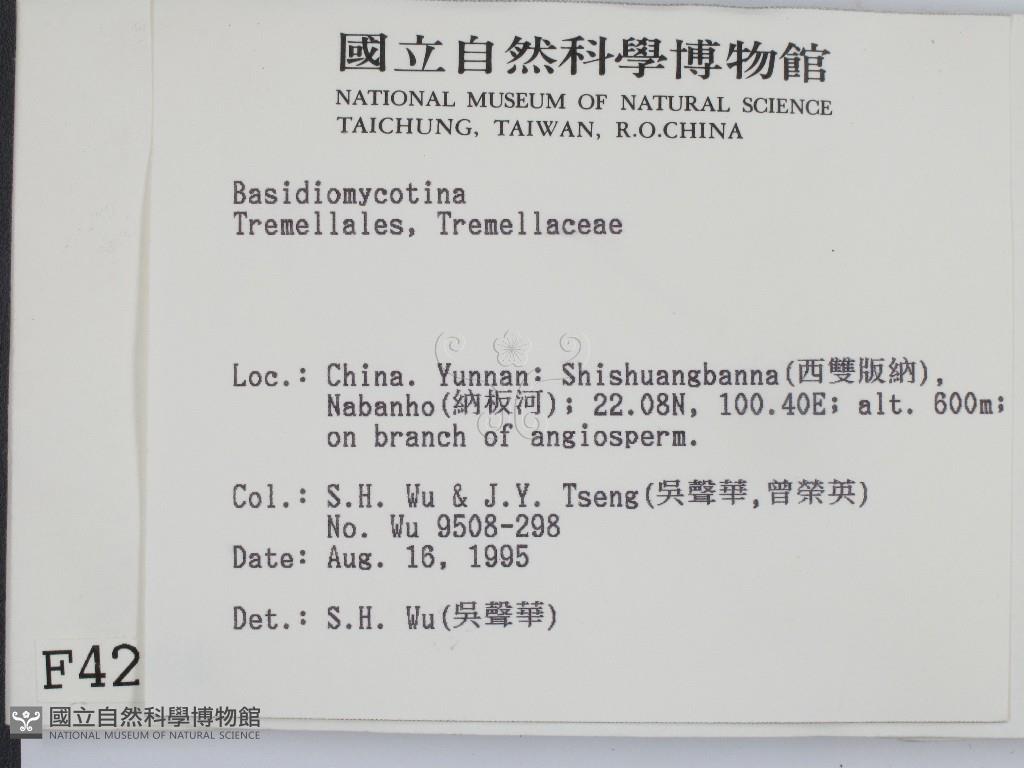 國立自然科學博物館
NATIONAL MUSEUM OF NATURAL SCIENCE
TAICHUNG, TAIWAN, R.O.CHINA
Basidiomycotina
Tremellales, Tremellaceae
Loc.: China. Yunnan: Shishuangbanna(西雙版納),
Nabanho(納板河); 22.08N, 100.40E; alt. 600m;
on branch of angiosperm.
Col.: S.H. Wu & J.Y. Tseng(吳聲華,曾榮英)
No. Wu 9508-298
Date: Aug. 16, 1995
Det.: S.H. Wu(吳聲華)
F42
國立自然科學博物館
NATIONAL MUSEUM OF NATURAL SCIENCE